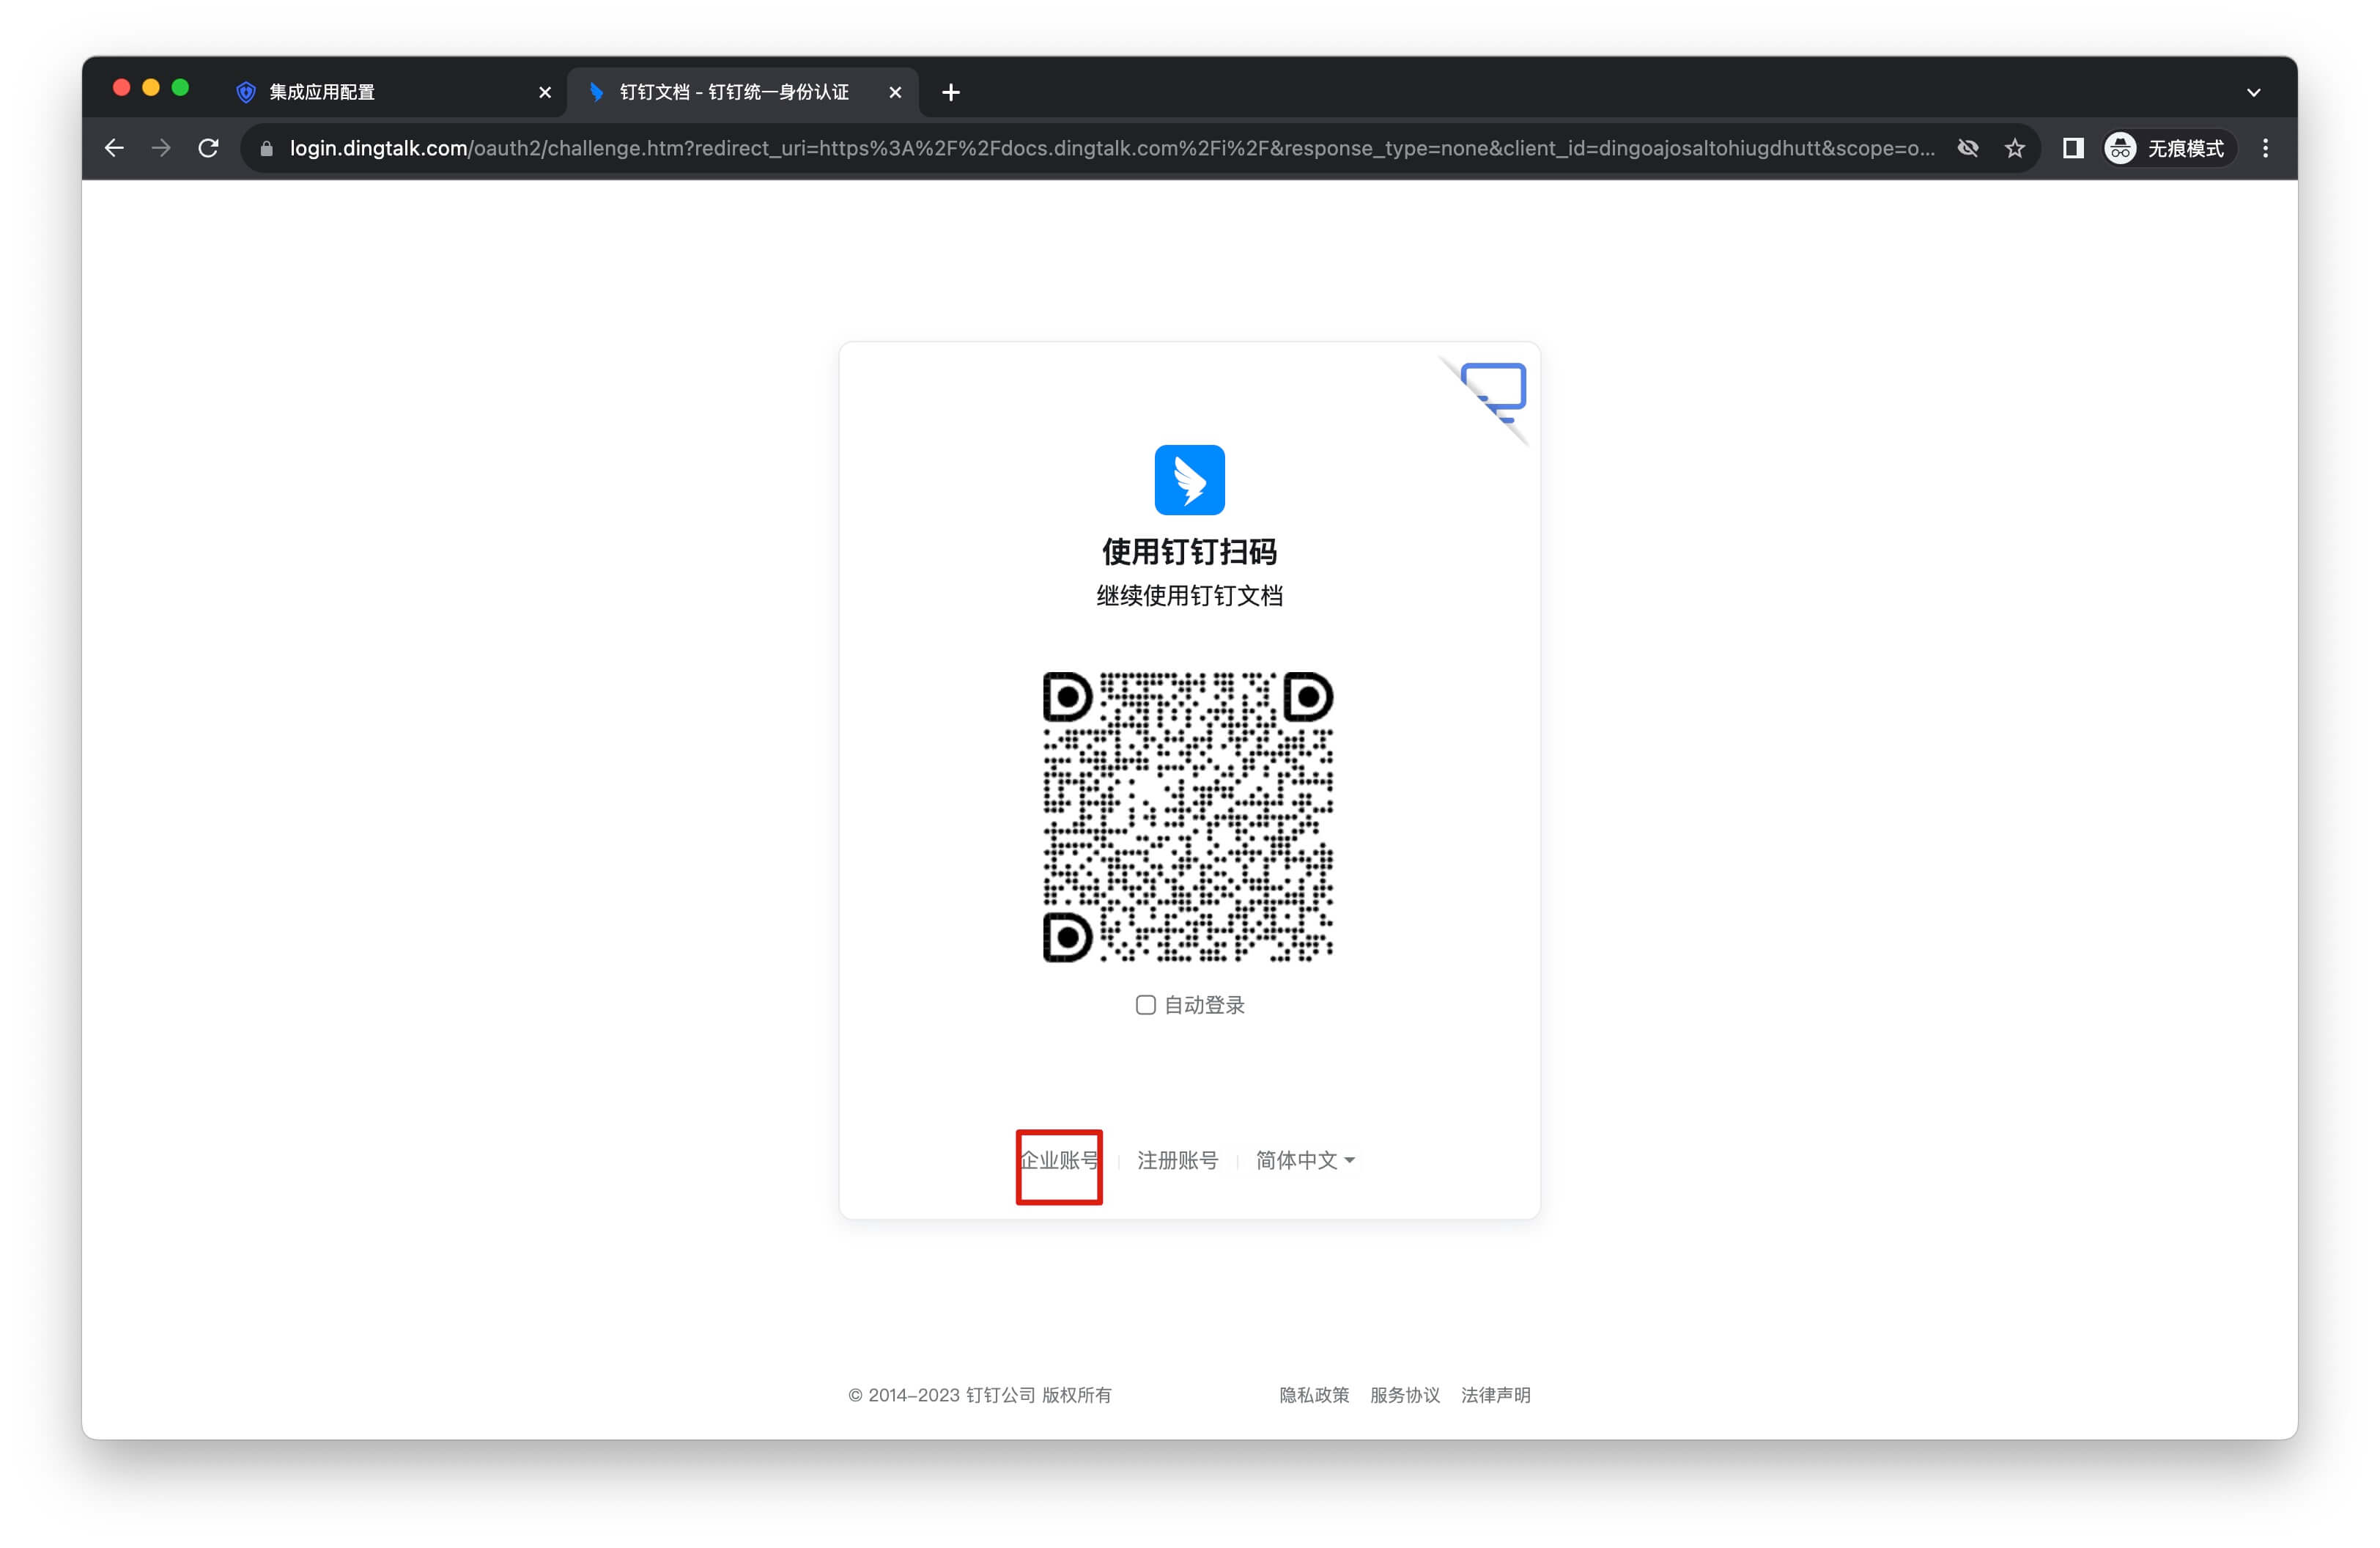 集成应用配置
钉钉文档 - 钉钉统一身份认证
login.dingtalk.com/oauth2/challenge.htm?redirect_uri=https%3A%2F%2Fdocs.dingtalk.com%2Fi%2F&response_type=none&client_id=dingoajosaltohiugdhutt&scope=o...
无痕模式
使用钉钉扫码
继续使用钉钉文档
自动登录
企业账号 | 注册账号 | 简体中文
© 2014-2023 钉钉公司 版权所有 隐私政策 服务协议 法律声明